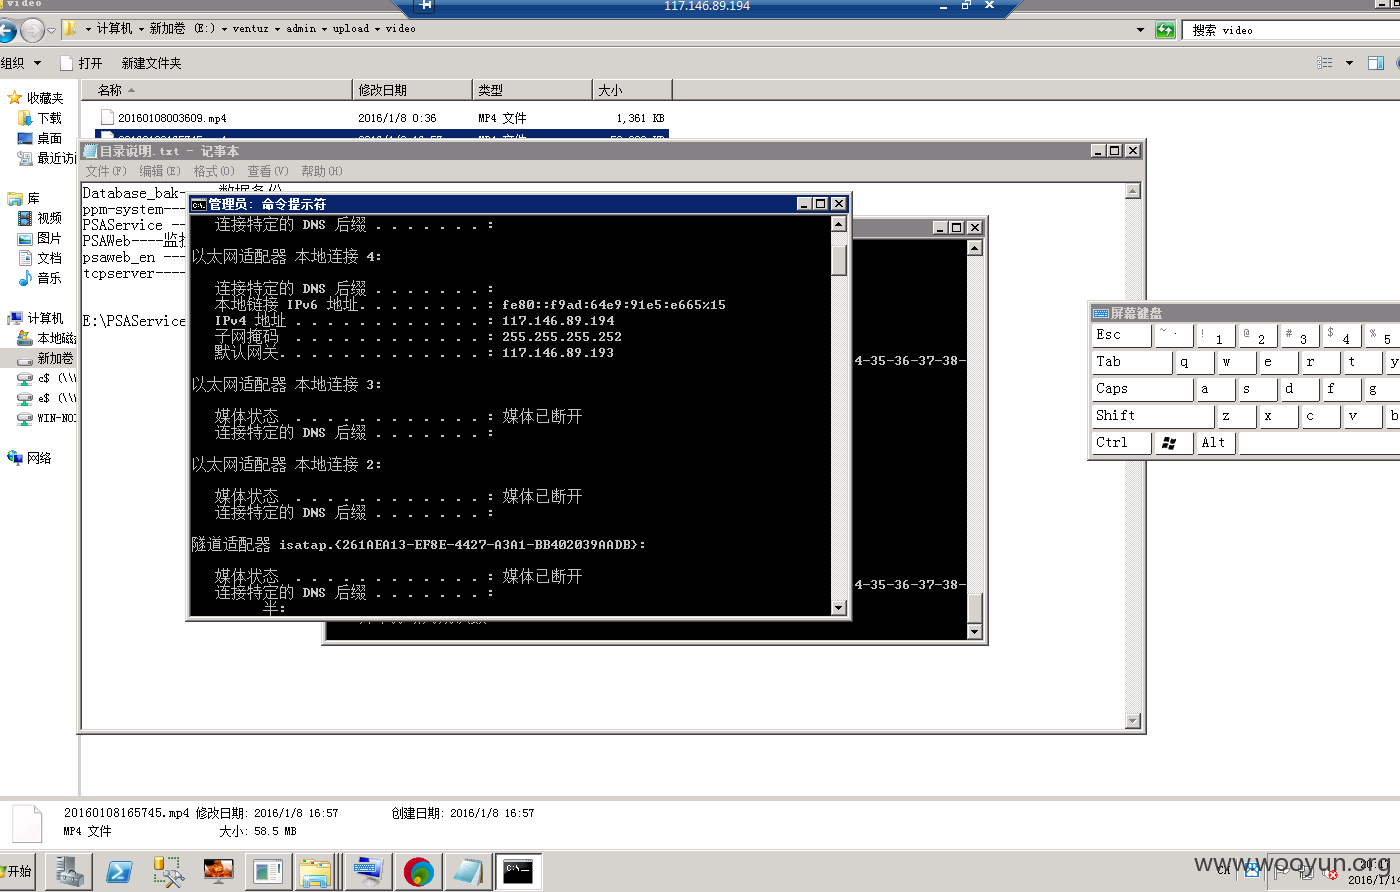 video
117.146.89.194
计算机 新加卷 (E:) ventuz admin upload video
搜索 video
组织 打开 新建文件夹
名称 修改日期 类型 大小
收藏夹
下载
桌面
最近访
库
视频
图片
文档
音乐
计算机
本地磁
新加卷
c$ (\\
e$ (\\
WIN-NO
网络
20160108003609.mp4 2016/1/8 0:36 MP4 文件 1,361 KB
目录说明.txt - 记事本
文件(F) 编辑(E) 格式(O) 查看(V) 帮助(H)
Database_bak- 数据备份
ppm-system---
PSAService --
PSAWeb----监控
psaweb_en ---
tcpserver----
E:\PSAService
管理员: 命令提示符
连接特定的 DNS 后缀 . . . . . . . :
以太网适配器 本地连接 4:
连接特定的 DNS 后缀 . . . . . . . :
本地链接 IPv6 地址. . . . . . . . : fe80::f9ad:64e9:91e5:e665%15
IPv4 地址 . . . . . . . . . . . . : 117.146.89.194
子网掩码 . . . . . . . . . . . . : 255.255.255.252
默认网关. . . . . . . . . . . . . : 117.146.89.193
以太网适配器 本地连接 3:
媒体状态 . . . . . . . . . . . . : 媒体已断开
连接特定的 DNS 后缀 . . . . . . . :
以太网适配器 本地连接 2:
媒体状态 . . . . . . . . . . . . : 媒体已断开
连接特定的 DNS 后缀 . . . . . . . :
隧道适配器 isatap.{261AEA13-EF8E-4427-A3A1-BB402039AADB}:
媒体状态 . . . . . . . . . . . . : 媒体已断开
连接特定的 DNS 后缀 . . . . . . . :
半:
4-35-36-37-38-
4-35-36-37-38-
屏幕键盘
Esc ~ ` ! 1 @ 2 # 3 $ 4 % 5
Tab q w e r t y
Caps a s d f g
Shift z x c v b
Ctrl Alt
20160108165745.mp4 修改日期: 2016/1/8 16:57 创建日期: 2016/1/8 16:57
MP4 文件 大小: 58.5 MB
开始
CH
2016/1/14
www.wooyun.org